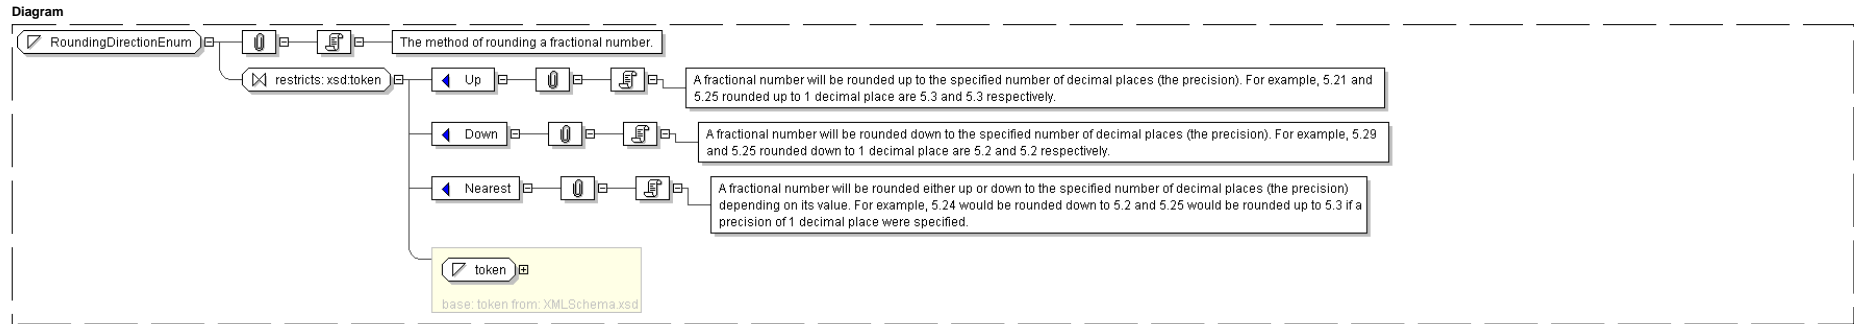 Diagram
RoundingDirectionEnum
The method of rounding a fractional number.
restricts: xsd:token
Up
A fractional number will be rounded up to the specified number of decimal places (the precision). For example, 5.21 and
5.25 rounded up to 1 decimal place are 5.3 and 5.3 respectively.
Down
A fractional number will be rounded down to the specified number of decimal places (the precision). For example, 5.29
and 5.25 rounded down to 1 decimal place are 5.2 and 5.2 respectively.
Nearest
A fractional number will be rounded either up or down to the specified number of decimal places (the precision)
depending on its value. For example, 5.24 would be rounded down to 5.2 and 5.25 would be rounded up to 5.3 if a
precision of 1 decimal place were specified.
token
base: token from: XMLSchema.xsd